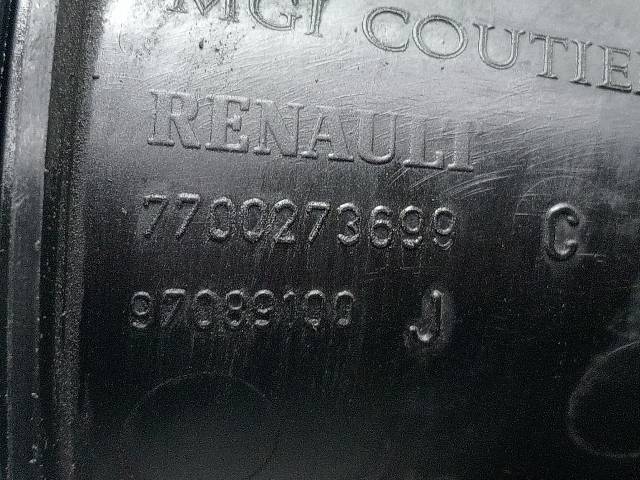 MGI COUTIER
RENAULT
7700273699 C
97089100 J